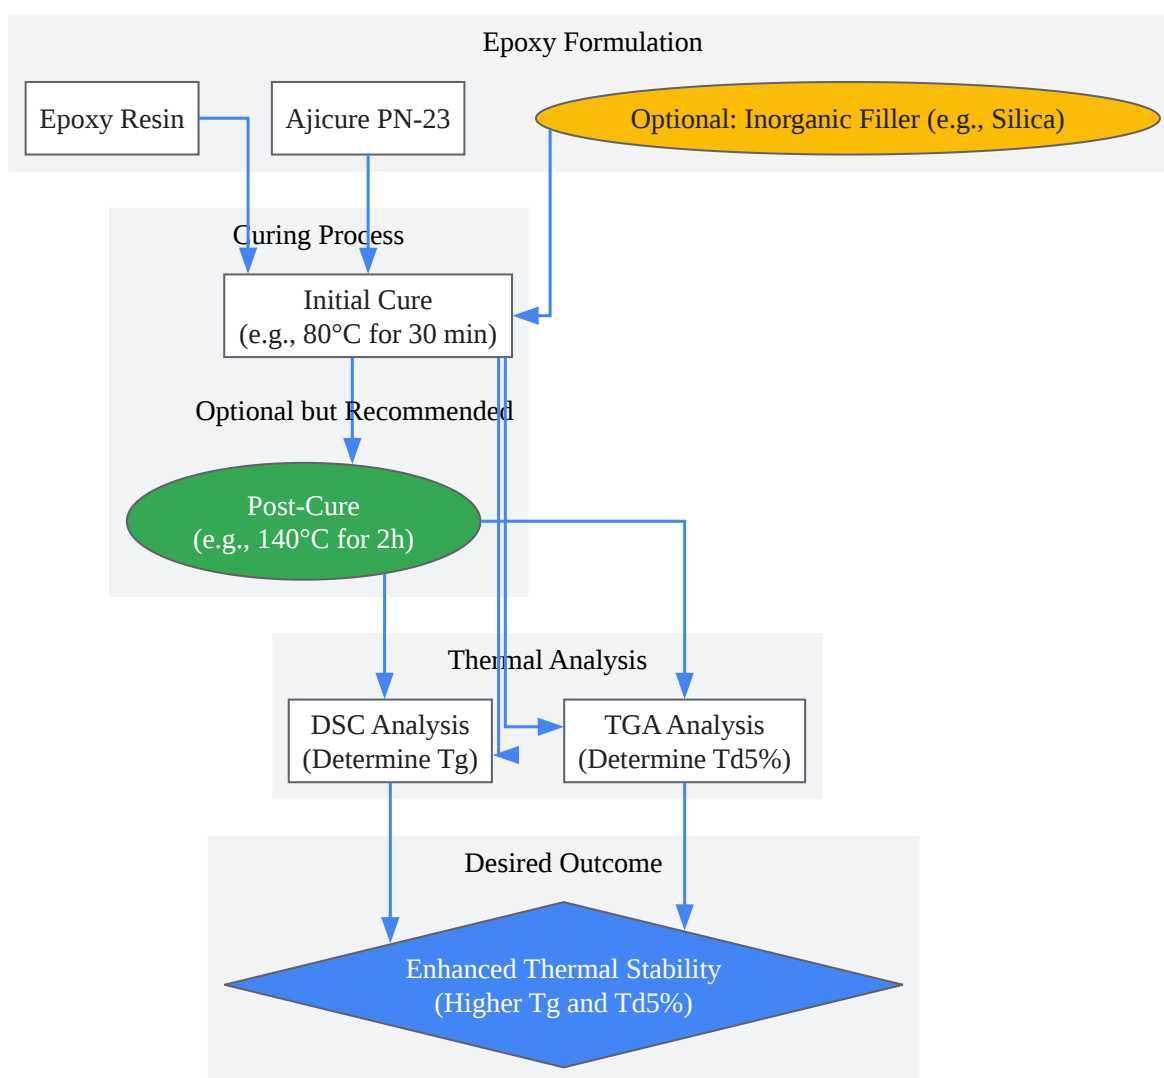 Epoxy Formulation
Epoxy Resin
Ajicure PN-23
Optional: Inorganic Filler (e.g., Silica)
Curing Process
Initial Cure
(e.g., 80°C for 30 min)
Optional but Recommended
Post-Cure
(e.g., 140°C for 2h)
Thermal Analysis
DSC Analysis
(Determine Tg)
TGA Analysis
(Determine Td5%)
Desired Outcome
Enhanced Thermal Stability
(Higher Tg and Td5%)